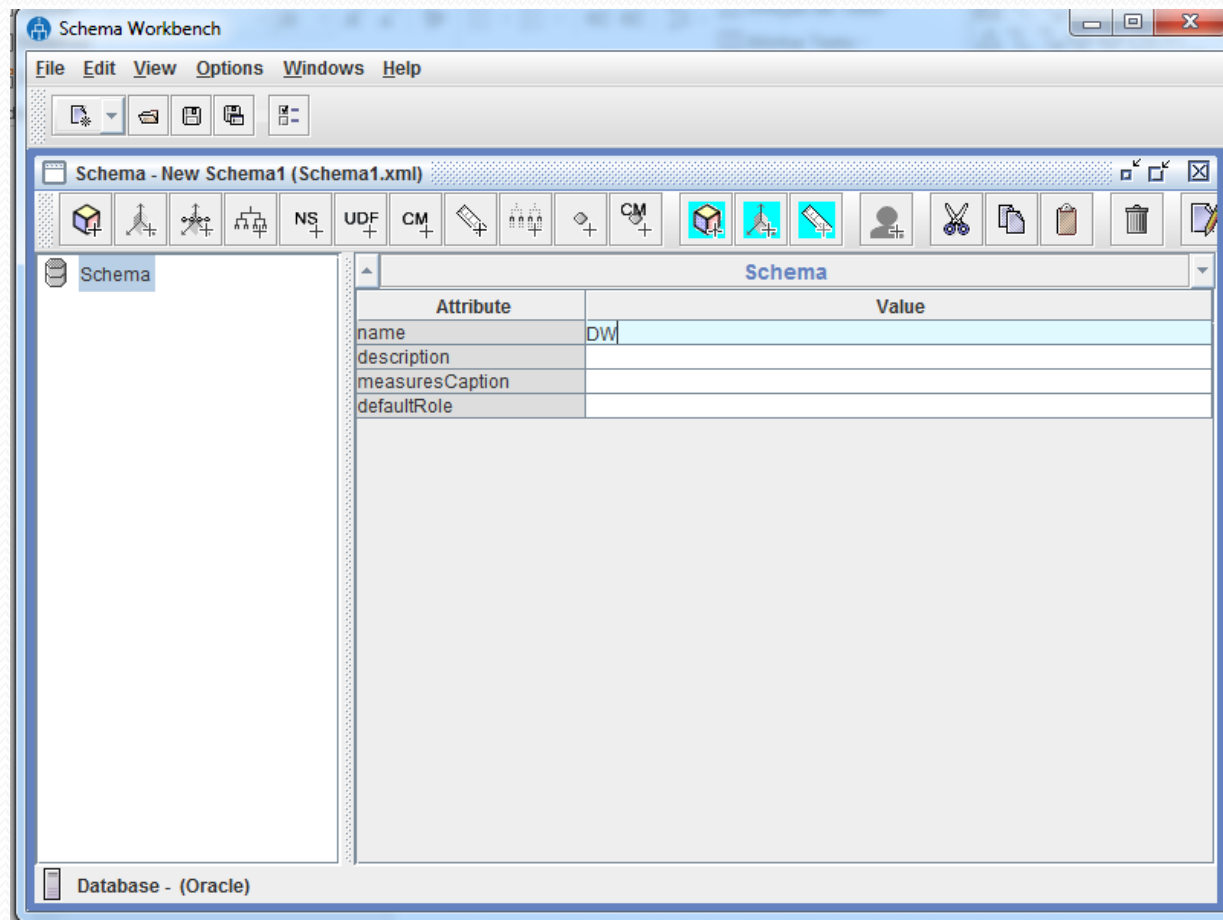 Schema Workbench
File Edit View Options Windows Help
Schema - New Schema1 (Schema1.xml)
NS UDF CM CM
Schema
Schema
Attribute Value
name DW
description
measuresCaption
defaultRole
Database - (Oracle)